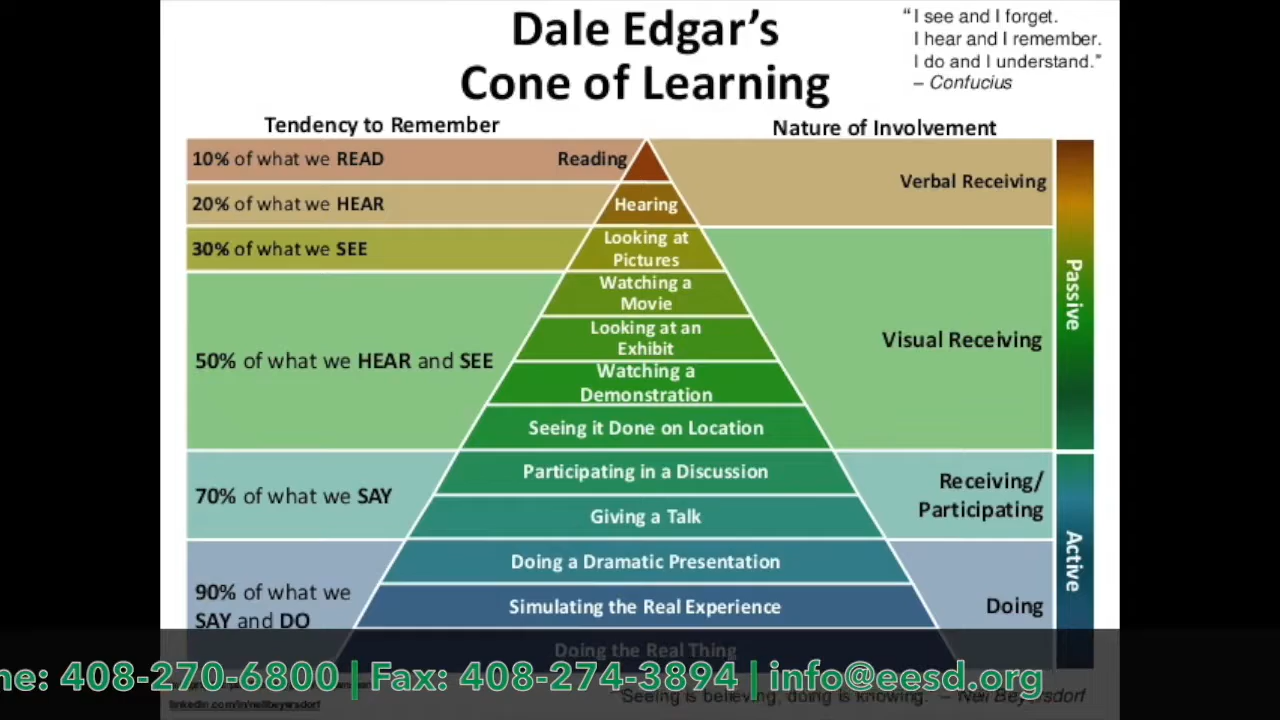 Dale Edgar's
Cone of Learning
“I see and I forget.
I hear and I remember.
I do and I understand.”
– Confucius
Tendency to Remember
Nature of Involvement
10% of what we READ
Reading
Verbal Receiving
20% of what we HEAR
Hearing
30% of what we SEE
Looking at
Pictures
Watching a
Movie
Looking at an
Exhibit
Watching a
Demonstration
Seeing it Done on Location
50% of what we HEAR and SEE
Visual Receiving
Passive
70% of what we SAY
Participating in a Discussion
Giving a Talk
Receiving/
Participating
Active
90% of what we
SAY and DO
Doing a Dramatic Presentation
Simulating the Real Experience
Doing the Real Thing
Doing
ne: 408-270-6800 | Fax: 408-274-3894 | info@eesd.org
“Seeing is believing, doing is knowing. – Neil Beyersdorf
linkedin.com/in/neilbeyersdorf